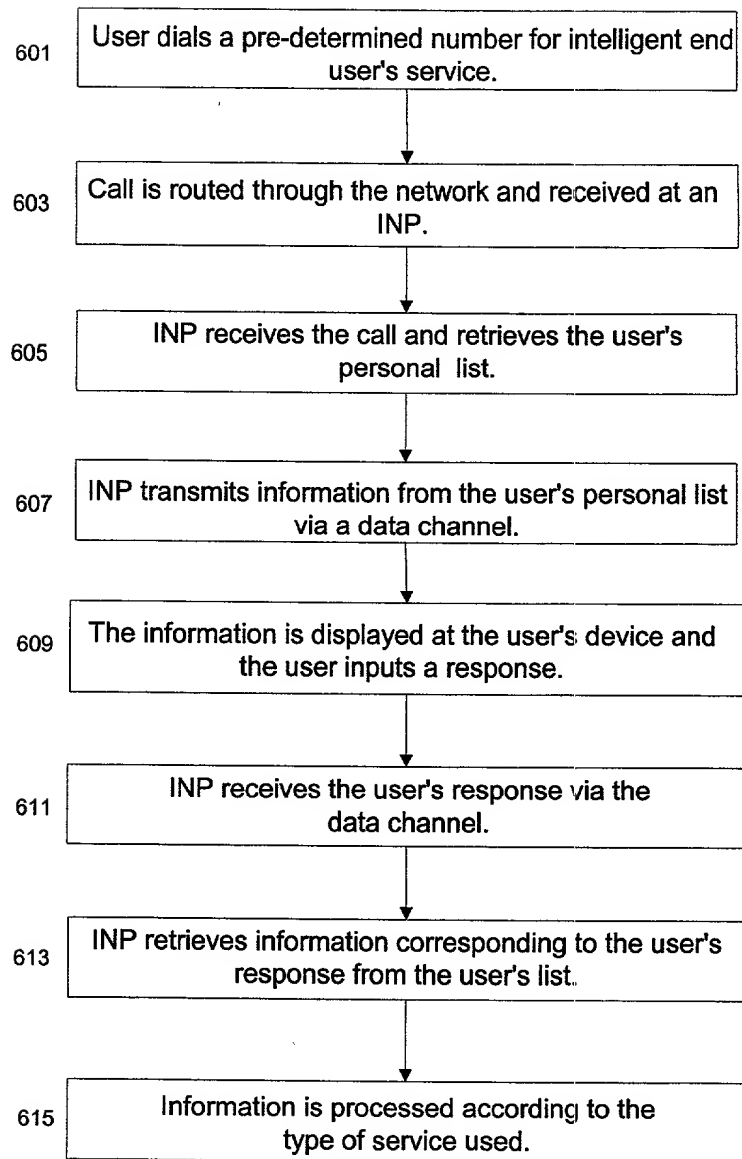 601
User dials a pre-determined number for intelligent end
user's service.
603
Call is routed through the network and received at an
INP.
605
INP receives the call and retrieves the user's
personal list.
607
INP transmits information from the user's personal list
via a data channel.
609
The information is displayed at the user's device and
the user inputs a response.
611
INP receives the user's response via the
data channel.
613
INP retrieves information corresponding to the user's
response from the user's list.
615
Information is processed according to the
type of service used.